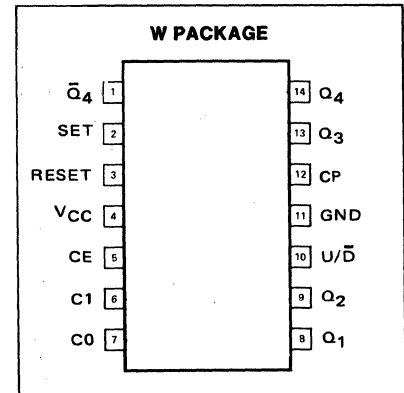 W PACKAGE
Q̄4 1 14 Q4
SET 2 13 Q3
RESET 3 12 CP
VCC 4 11 GND
CE 5 10 U/D̄
C1 6 9 Q2
C0 7 8 Q1